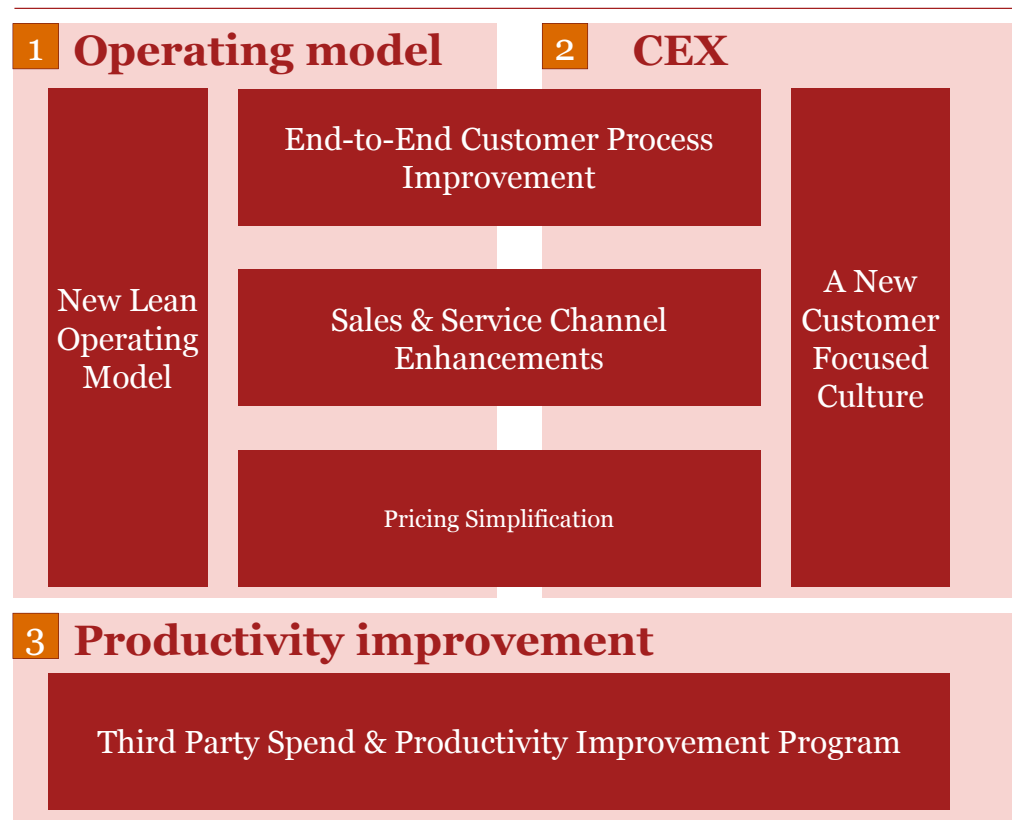 1 Operating model
2 CEX
New Lean
Operating
Model
End-to-End Customer Process
Improvement
Sales & Service Channel
Enhancements
Pricing Simplification
A New
Customer
Focused
Culture
3 Productivity improvement
Third Party Spend & Productivity Improvement Program